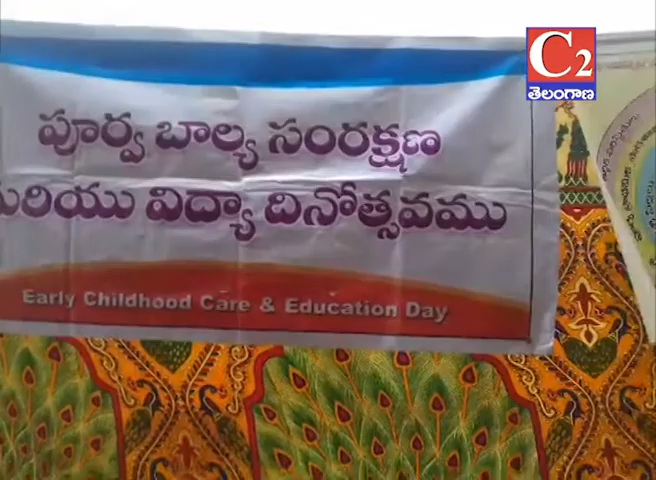 C2
తెలంగాణ
పూర్వ బాల్య సంరక్షణ
మరియు విద్యా దినోత్సవము
Early Childhood Care & Education Day